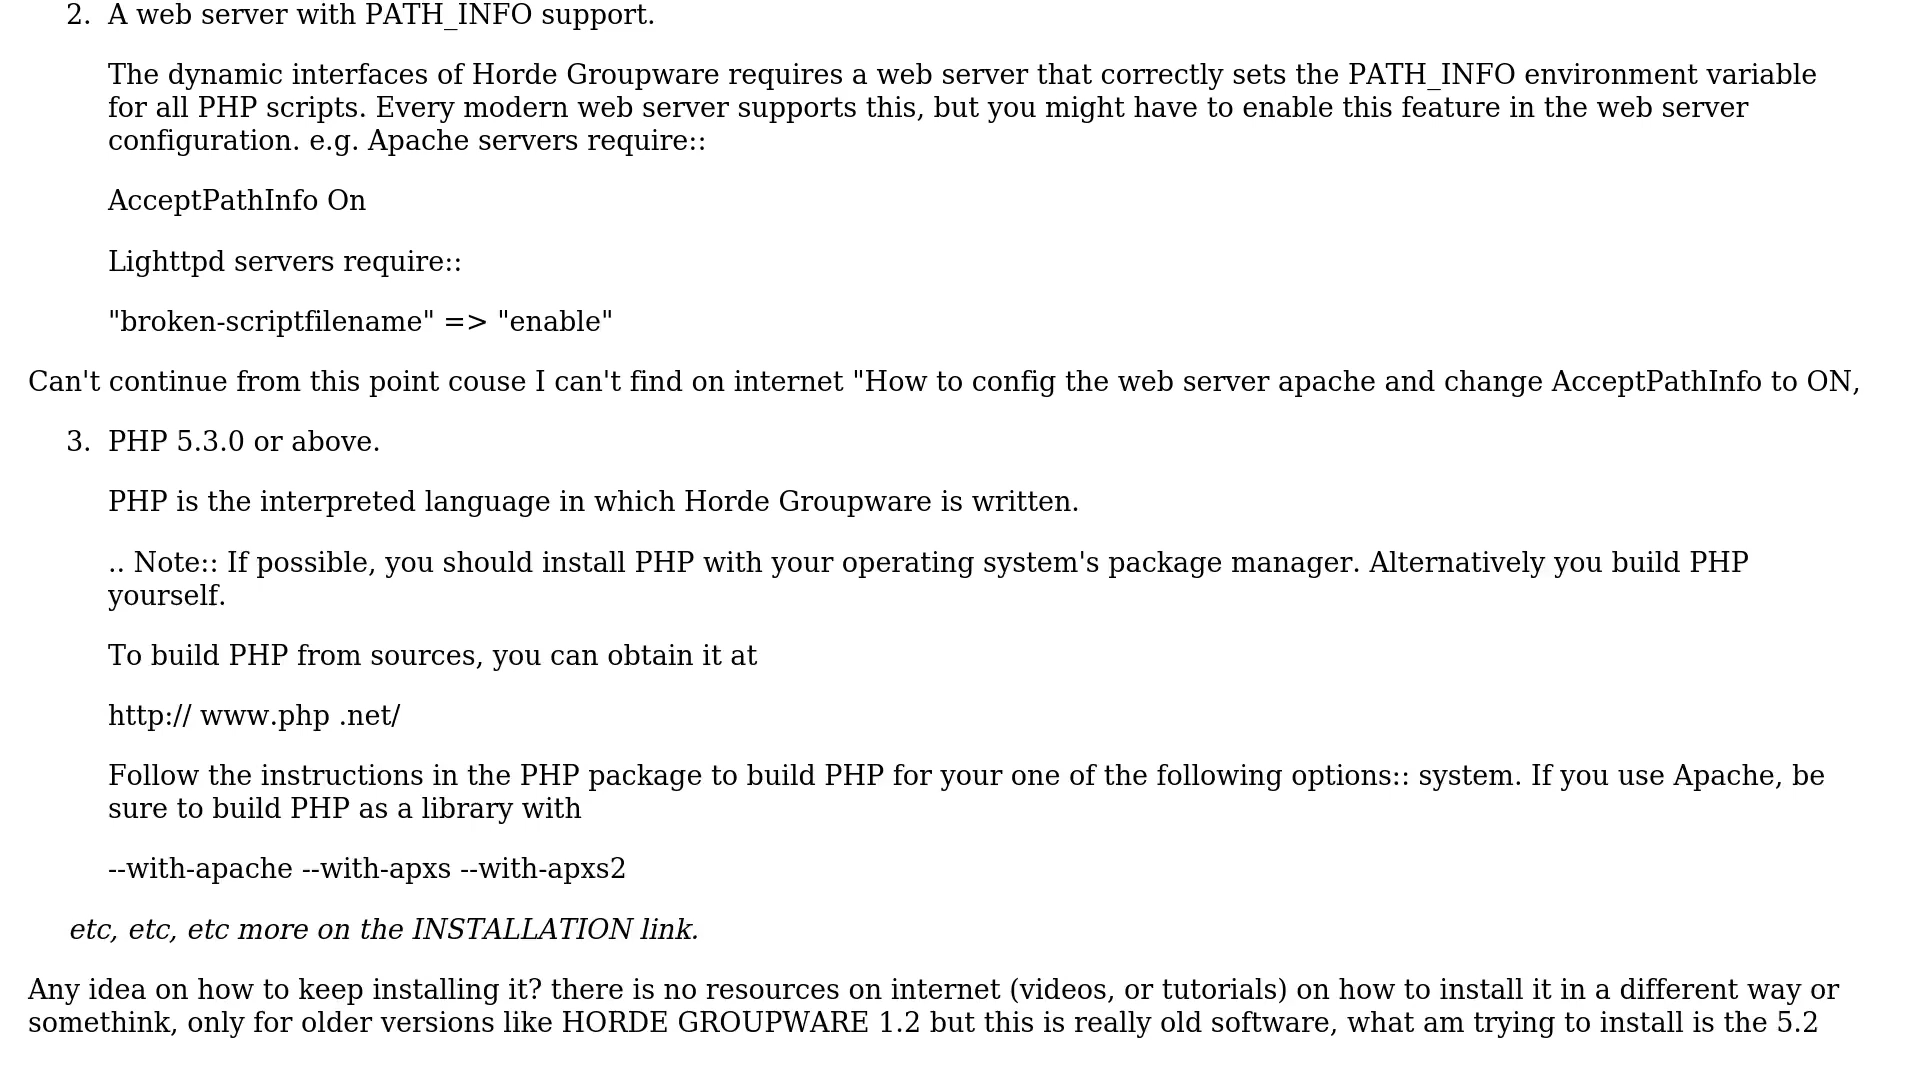 2. A web server with PATH_INFO support.
The dynamic interfaces of Horde Groupware requires a web server that correctly sets the PATH_INFO environment variable
for all PHP scripts. Every modern web server supports this, but you might have to enable this feature in the web server
configuration. e.g. Apache servers require::
AcceptPathInfo On
Lighttpd servers require::
"broken-scriptfilename" => "enable"
Can't continue from this point couse I can't find on internet "How to config the web server apache and change AcceptPathInfo to ON,
3. PHP 5.3.0 or above.
PHP is the interpreted language in which Horde Groupware is written.
.. Note:: If possible, you should install PHP with your operating system's package manager. Alternatively you build PHP
yourself.
To build PHP from sources, you can obtain it at
http:// www.php .net/
Follow the instructions in the PHP package to build PHP for your one of the following options:: system. If you use Apache, be
sure to build PHP as a library with
--with-apache --with-apxs --with-apxs2
etc, etc, etc more on the INSTALLATION link.
Any idea on how to keep installing it? there is no resources on internet (videos, or tutorials) on how to install it in a different way or
somethink, only for older versions like HORDE GROUPWARE 1.2 but this is really old software, what am trying to install is the 5.2